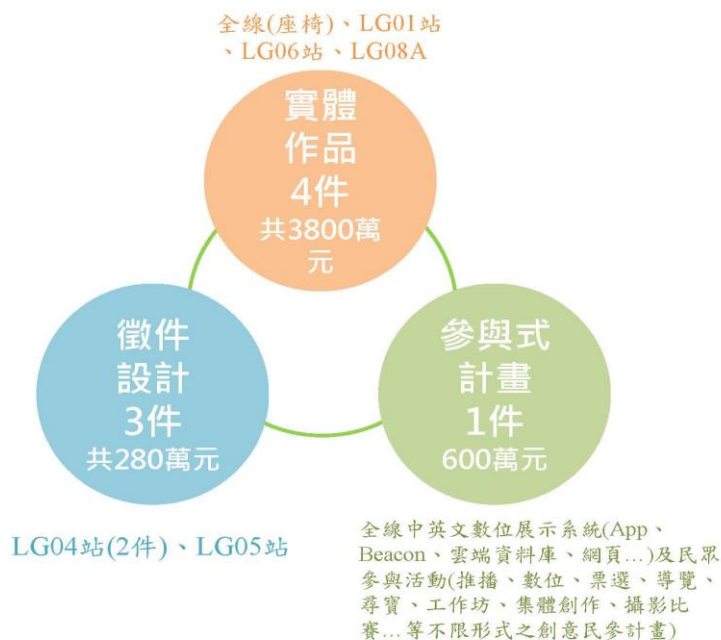 全線(座椅)、LG01站
、LG06站、LG08A
實體
作品
4件
共3800萬
元
徵件
設計
3件
共280萬元
LG04站(2件)、LG05站
參與式
計畫
1件
600萬元
全線中英文數位展示系統(App、
Beacon、雲端資料庫、網頁...)及民眾
參與活動(推播、數位、票選、導覽、
尋寶、工作坊、集體創作、攝影比
賽...等不限形式之創意民參計畫)